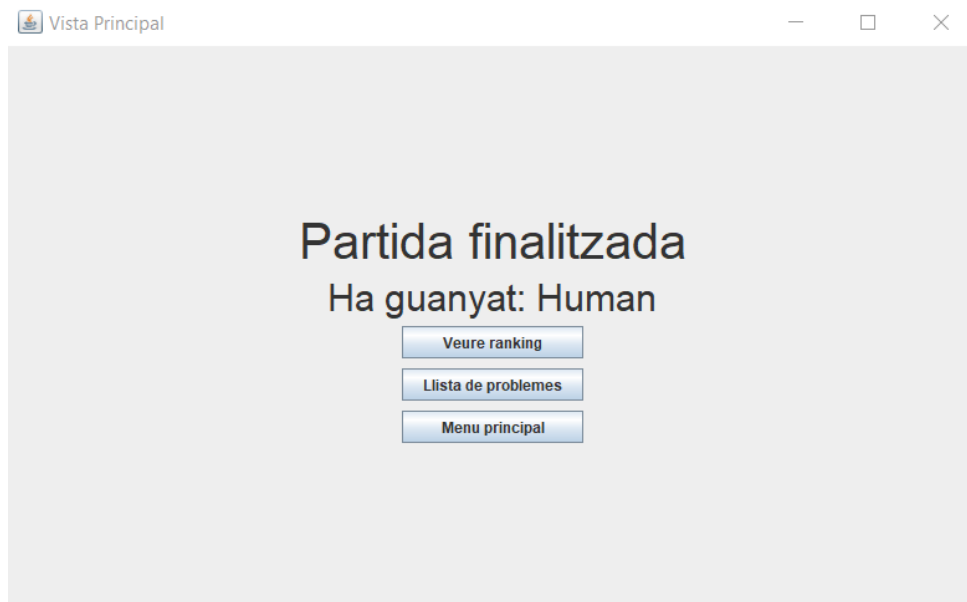 Vista Principal
Partida finalitzada
Ha guanyat: Human
Veure ranking
Llista de problemes
Menu principal